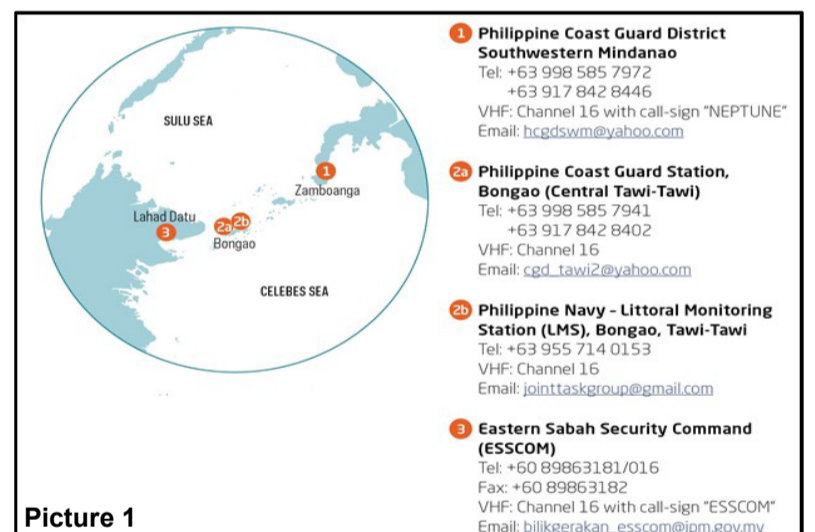 SULU SEA
1
Zamboanga
Lahad Datu
3
2a 2b
Bongao
CELEBES SEA
1 Philippine Coast Guard District
Southwestern Mindanao
Tel: +63 998 585 7972
+63 917 842 8446
VHF: Channel 16 with call-sign "NEPTUNE"
Email: hcgdswm@yahoo.com
2a Philippine Coast Guard Station,
Bongao (Central Tawi-Tawi)
Tel: +63 998 585 7941
+63 917 842 8402
VHF: Channel 16
Email: cgd_tawi2@yahoo.com
2b Philippine Navy – Littoral Monitoring
Station (LMS), Bongao, Tawi-Tawi
Tel: +63 955 714 0153
VHF: Channel 16
Email: jointtaskgroup@gmail.com
3 Eastern Sabah Security Command
(ESSCOM)
Tel: +60 89863181/016
Fax: +60 89863182
VHF: Channel 16 with call-sign "ESSCOM"
Email: bilikgerakan_esscom@jpm.gov.my
Picture 1